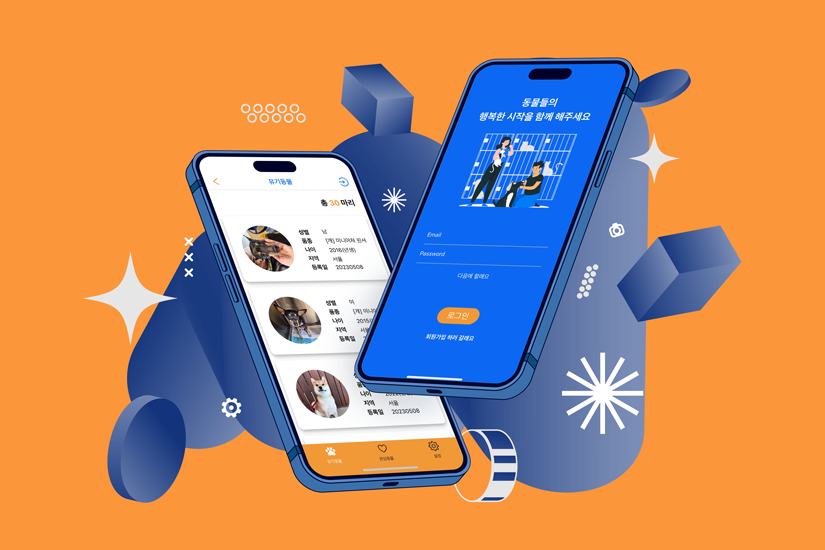 유기동물
총 30 마리
성별 남
품종 [개] 미니어쳐 핀셔
나이 2016(년생)
지역 서울
등록일 20230508
성별 여
품종 [개] 미니
나이 2015(
지역 서울
등록일
지역 서울
등록일 20230508
유기동물
관심동물
설정
동물들의
행복한 시작을 함께 해주세요
Email
Password
다음에 할래요
로그인
회원가입 하러 갈래요